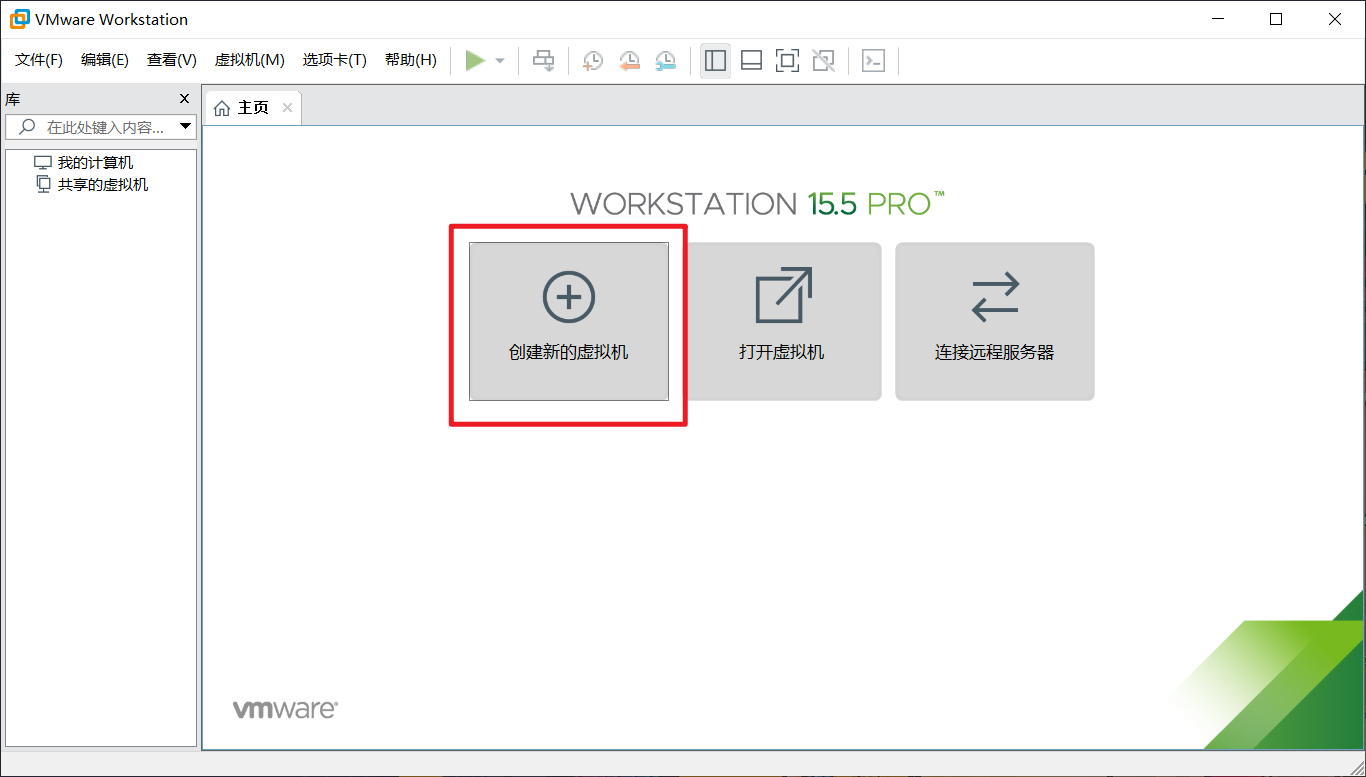 VMware Workstation
文件(F) 编辑(E) 查看(V) 虚拟机(M) 选项卡(T) 帮助(H)
库
主页
在此处键入内容...
我的计算机
共享的虚拟机
WORKSTATION 15.5 PRO™
创建新的虚拟机 打开虚拟机 连接远程服务器
vmware®